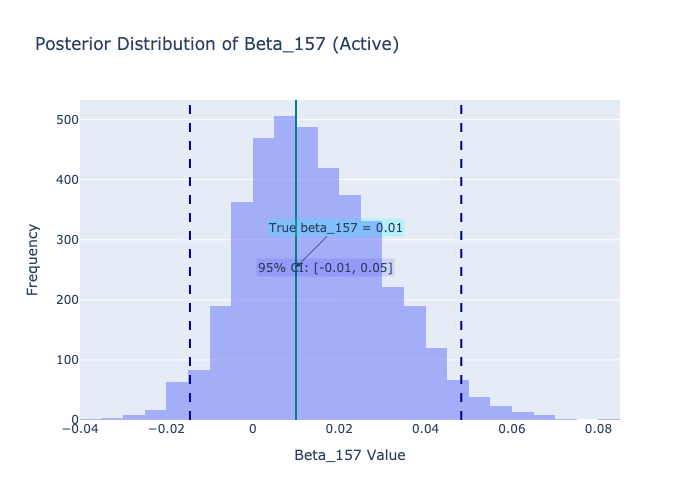 Posterior Distribution of Beta_157 (Active)
500
400
300
200
100
0
Frequency
True beta_157 = 0.01
95% CI: [-0.01, 0.05]
−0.04
−0.02
0
0.02
0.04
0.06
0.08
Beta_157 Value